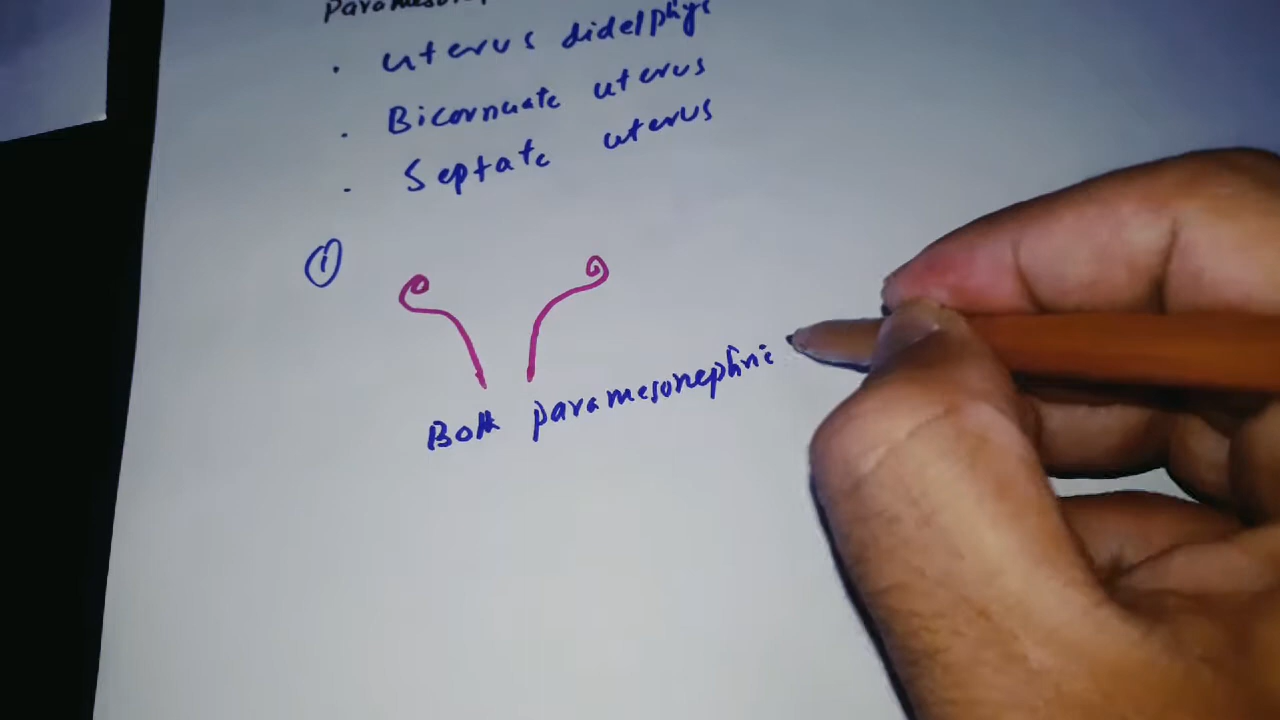 • Uterus didelphys
• Bicornuate uterus
• Septate uterus
①
Both paramesonephric